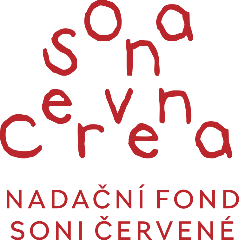 sona
cervena
NADAČNÍ FOND
SONI ČERVENÉ